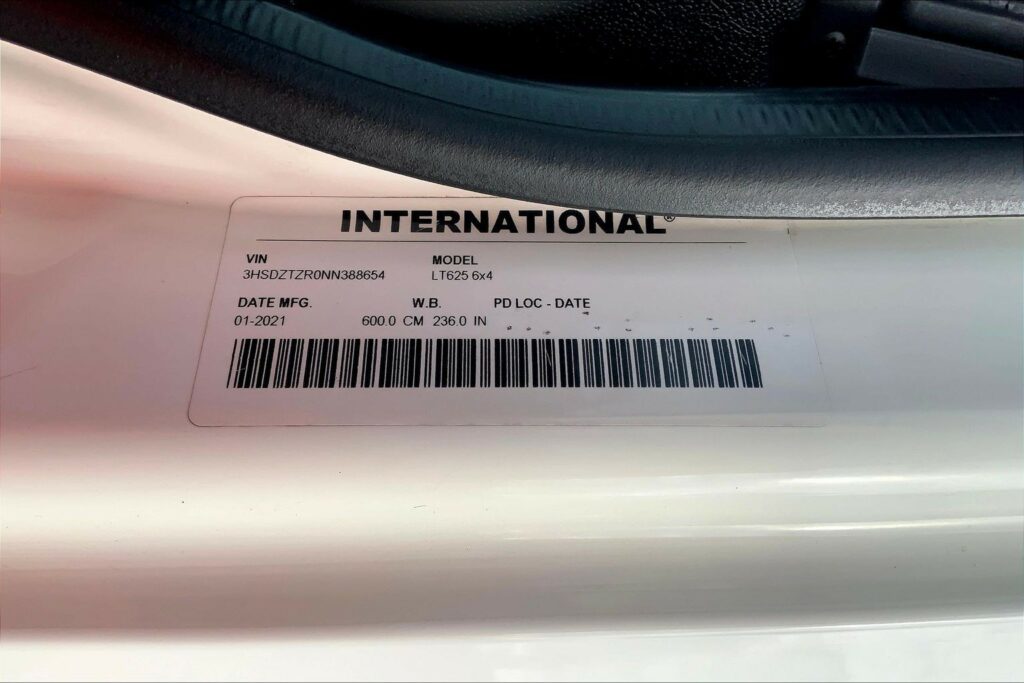 INTERNATIONAL®
VIN MODEL
3HSDZTZR0NN388654 LT625 6x4
DATE MFG. W.B. PD LOC - DATE
01-2021 600.0 CM 236.0 IN